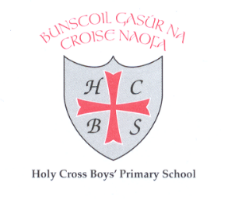 BUNSCOIL GASÚR NA
CROISE NAOFA
H C
B S
Holy Cross Boys' Primary School